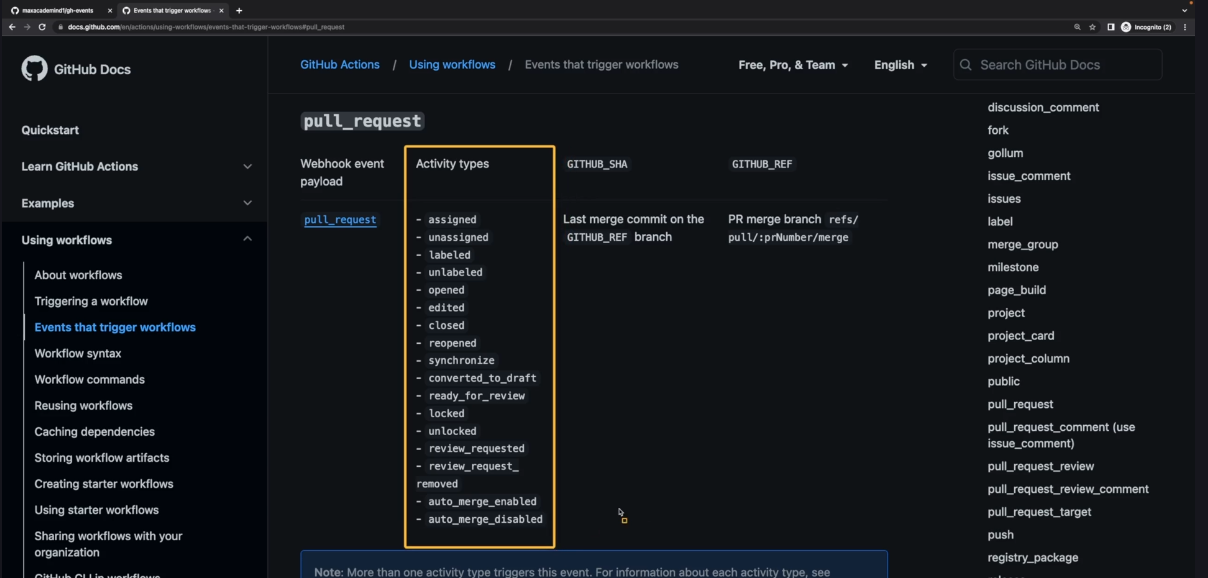 maxacademind1/gh-events
Events that trigger workflows
docs.github.com/en/actions/using-workflows/events-that-trigger-workflows#pull_request
Incognito (2)
GitHub Docs
GitHub Actions / Using workflows / Events that trigger workflows
Free, Pro, & Team
English
Search GitHub Docs
Quickstart
Learn GitHub Actions
Examples
Using workflows
About workflows
Triggering a workflow
Events that trigger workflows
Workflow syntax
Workflow commands
Reusing workflows
Caching dependencies
Storing workflow artifacts
Creating starter workflows
Using starter workflows
Sharing workflows with your
organization
GitHub CLI in workflows
pull_request
Webhook event
payload
Activity types
GITHUB_SHA
GITHUB_REF
pull_request
- assigned
- unassigned
- labeled
- unlabeled
- opened
- edited
- closed
- reopened
- synchronize
- converted_to_draft
- ready_for_review
- locked
- unlocked
- review_requested
- review_request_
removed
- auto_merge_enabled
- auto_merge_disabled
Last merge commit on the
GITHUB_REF branch
PR merge branch refs/
pull/:prNumber/merge
Note: More than one activity type triggers this event. For information about each activity type, see
discussion_comment
fork
gollum
issue_comment
issues
label
merge_group
milestone
page_build
project
project_card
project_column
public
pull_request
pull_request_comment (use
issue_comment)
pull_request_review
pull_request_review_comment
pull_request_target
push
registry_package